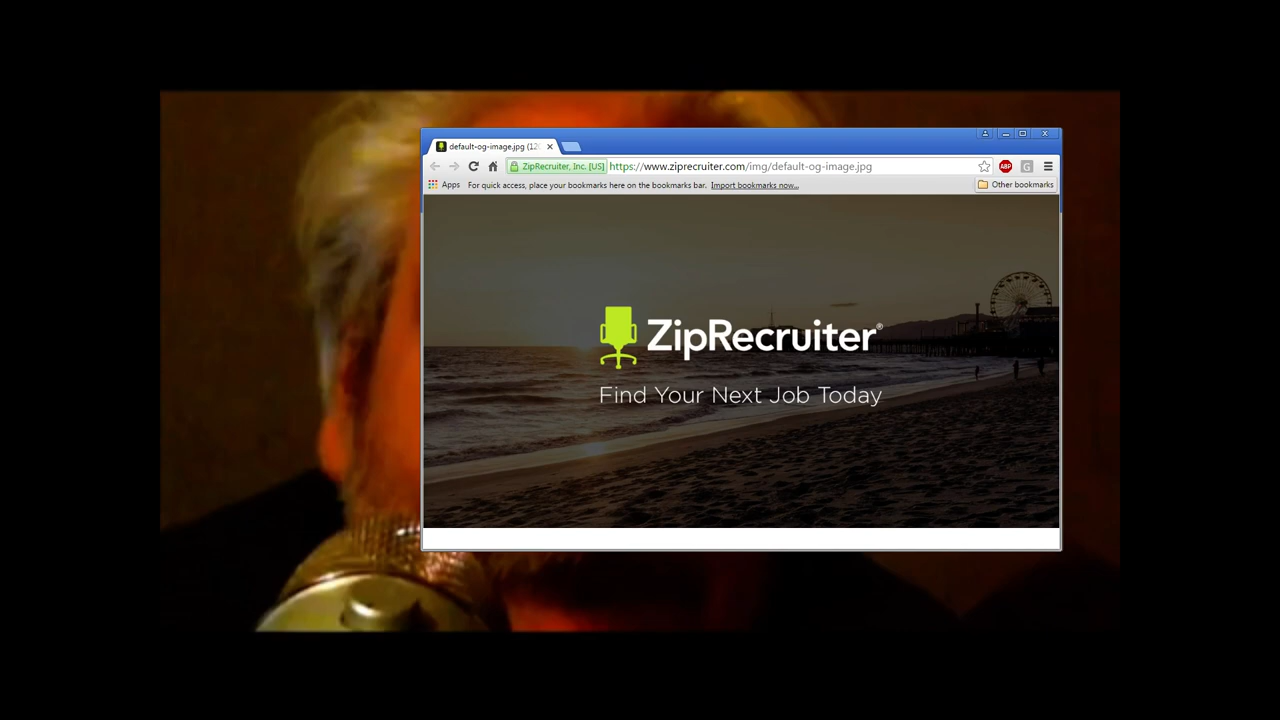 default-og-image.jpg (12
ZipRecruiter, Inc. [US] https://www.ziprecruiter.com/img/default-og-image.jpg ABP G
Apps For quick access, place your bookmarks here on the bookmarks bar. Import bookmarks now... Other bookmarks
ZipRecruiter®
Find Your Next Job Today